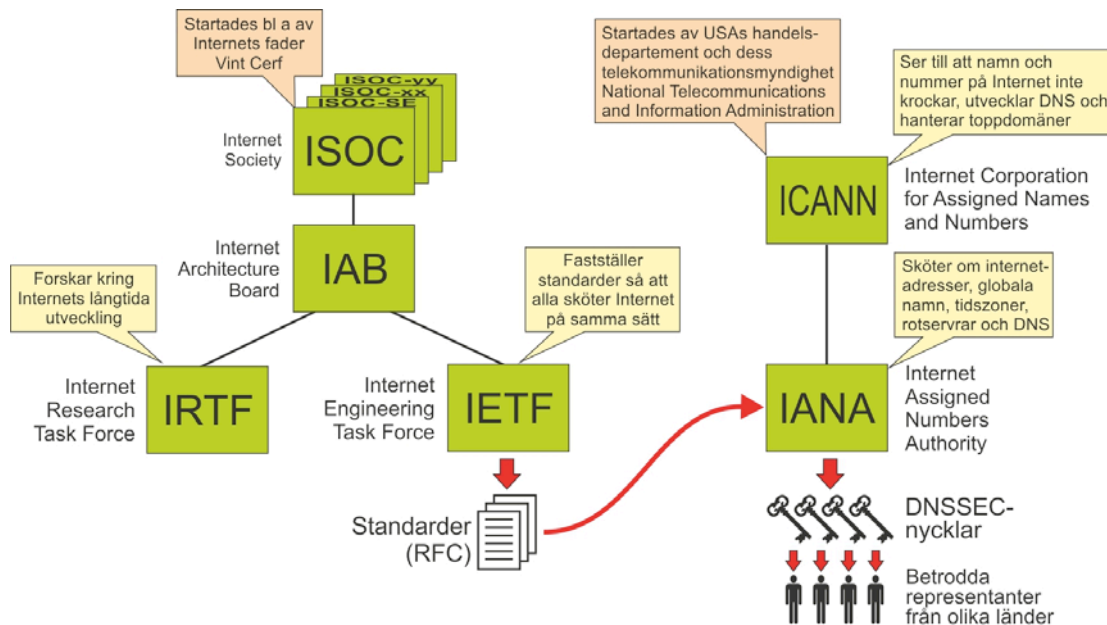 Startades bl a av
Internets fader
Vint Cerf
ISOC-yy
ISOC-xx
ISOC-SE
Internet
Society
ISOC
Internet
Architecture
Board
IAB
Forskar kring
Internets långtida
utveckling
Fastställer
standarder så att
alla sköter Internet
på samma sätt
Internet
Research
Task Force
IRTF
Internet
Engineering
Task Force
IETF
Standarder
(RFC)
Startades av USAs handels-
departement och dess
telekommunikationsmyndighet
National Telecommunications
and Information Administration
Ser till att namn och
nummer på Internet inte
krockar, utvecklar DNS och
hanterar toppdomäner
ICANN
Internet Corporation
for Assigned Names
and Numbers
Sköter om internet-
adresser, globala
namn, tidszoner,
rotservrar och DNS
IANA
Internet
Assigned
Numbers
Authority
DNSSEC-
nycklar
Betrodda
representanter
från olika länder